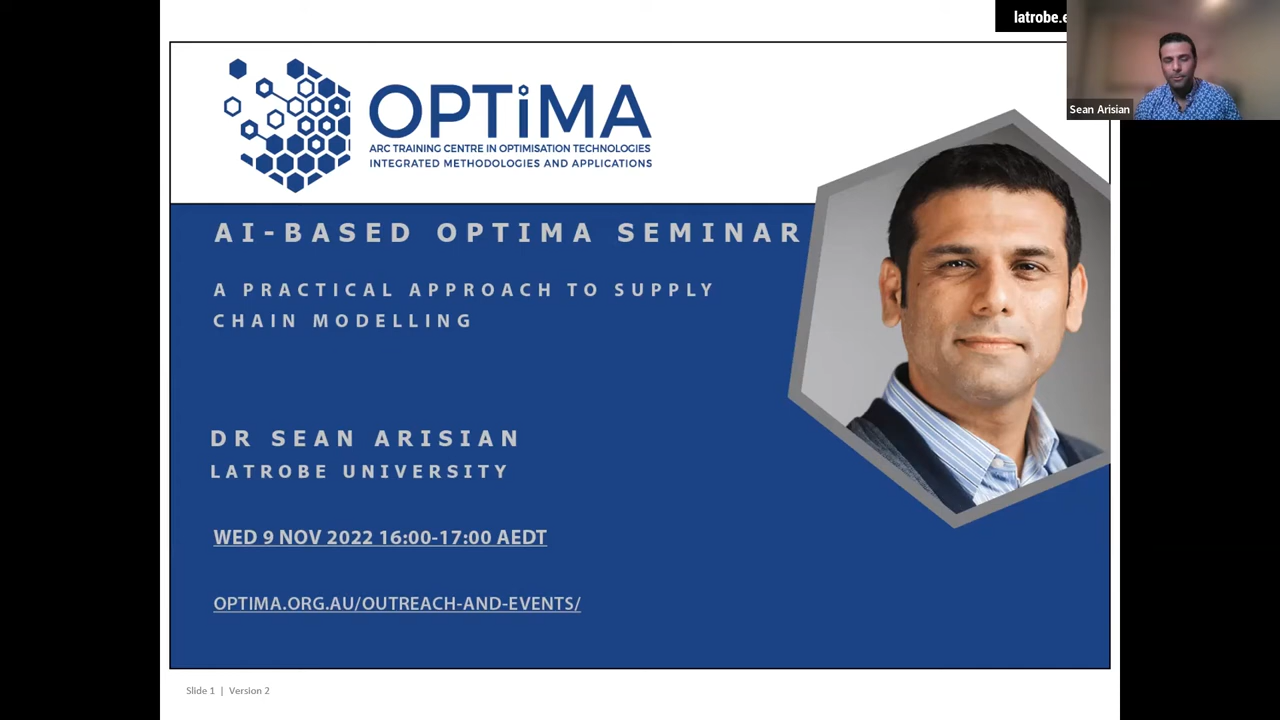 latrobe.e
Sean Arisian
OPTiMA
ARC TRAINING CENTRE IN OPTIMISATION TECHNOLOGIES
INTEGRATED METHODOLOGIES AND APPLICATIONS
AI-BASED OPTIMA SEMINAR
A PRACTICAL APPROACH TO SUPPLY
CHAIN MODELLING
DR SEAN ARISIAN
LATROBE UNIVERSITY
WED 9 NOV 2022 16:00-17:00 AEDT
OPTIMA.ORG.AU/OUTREACH-AND-EVENTS/
Slide 1 | Version 2